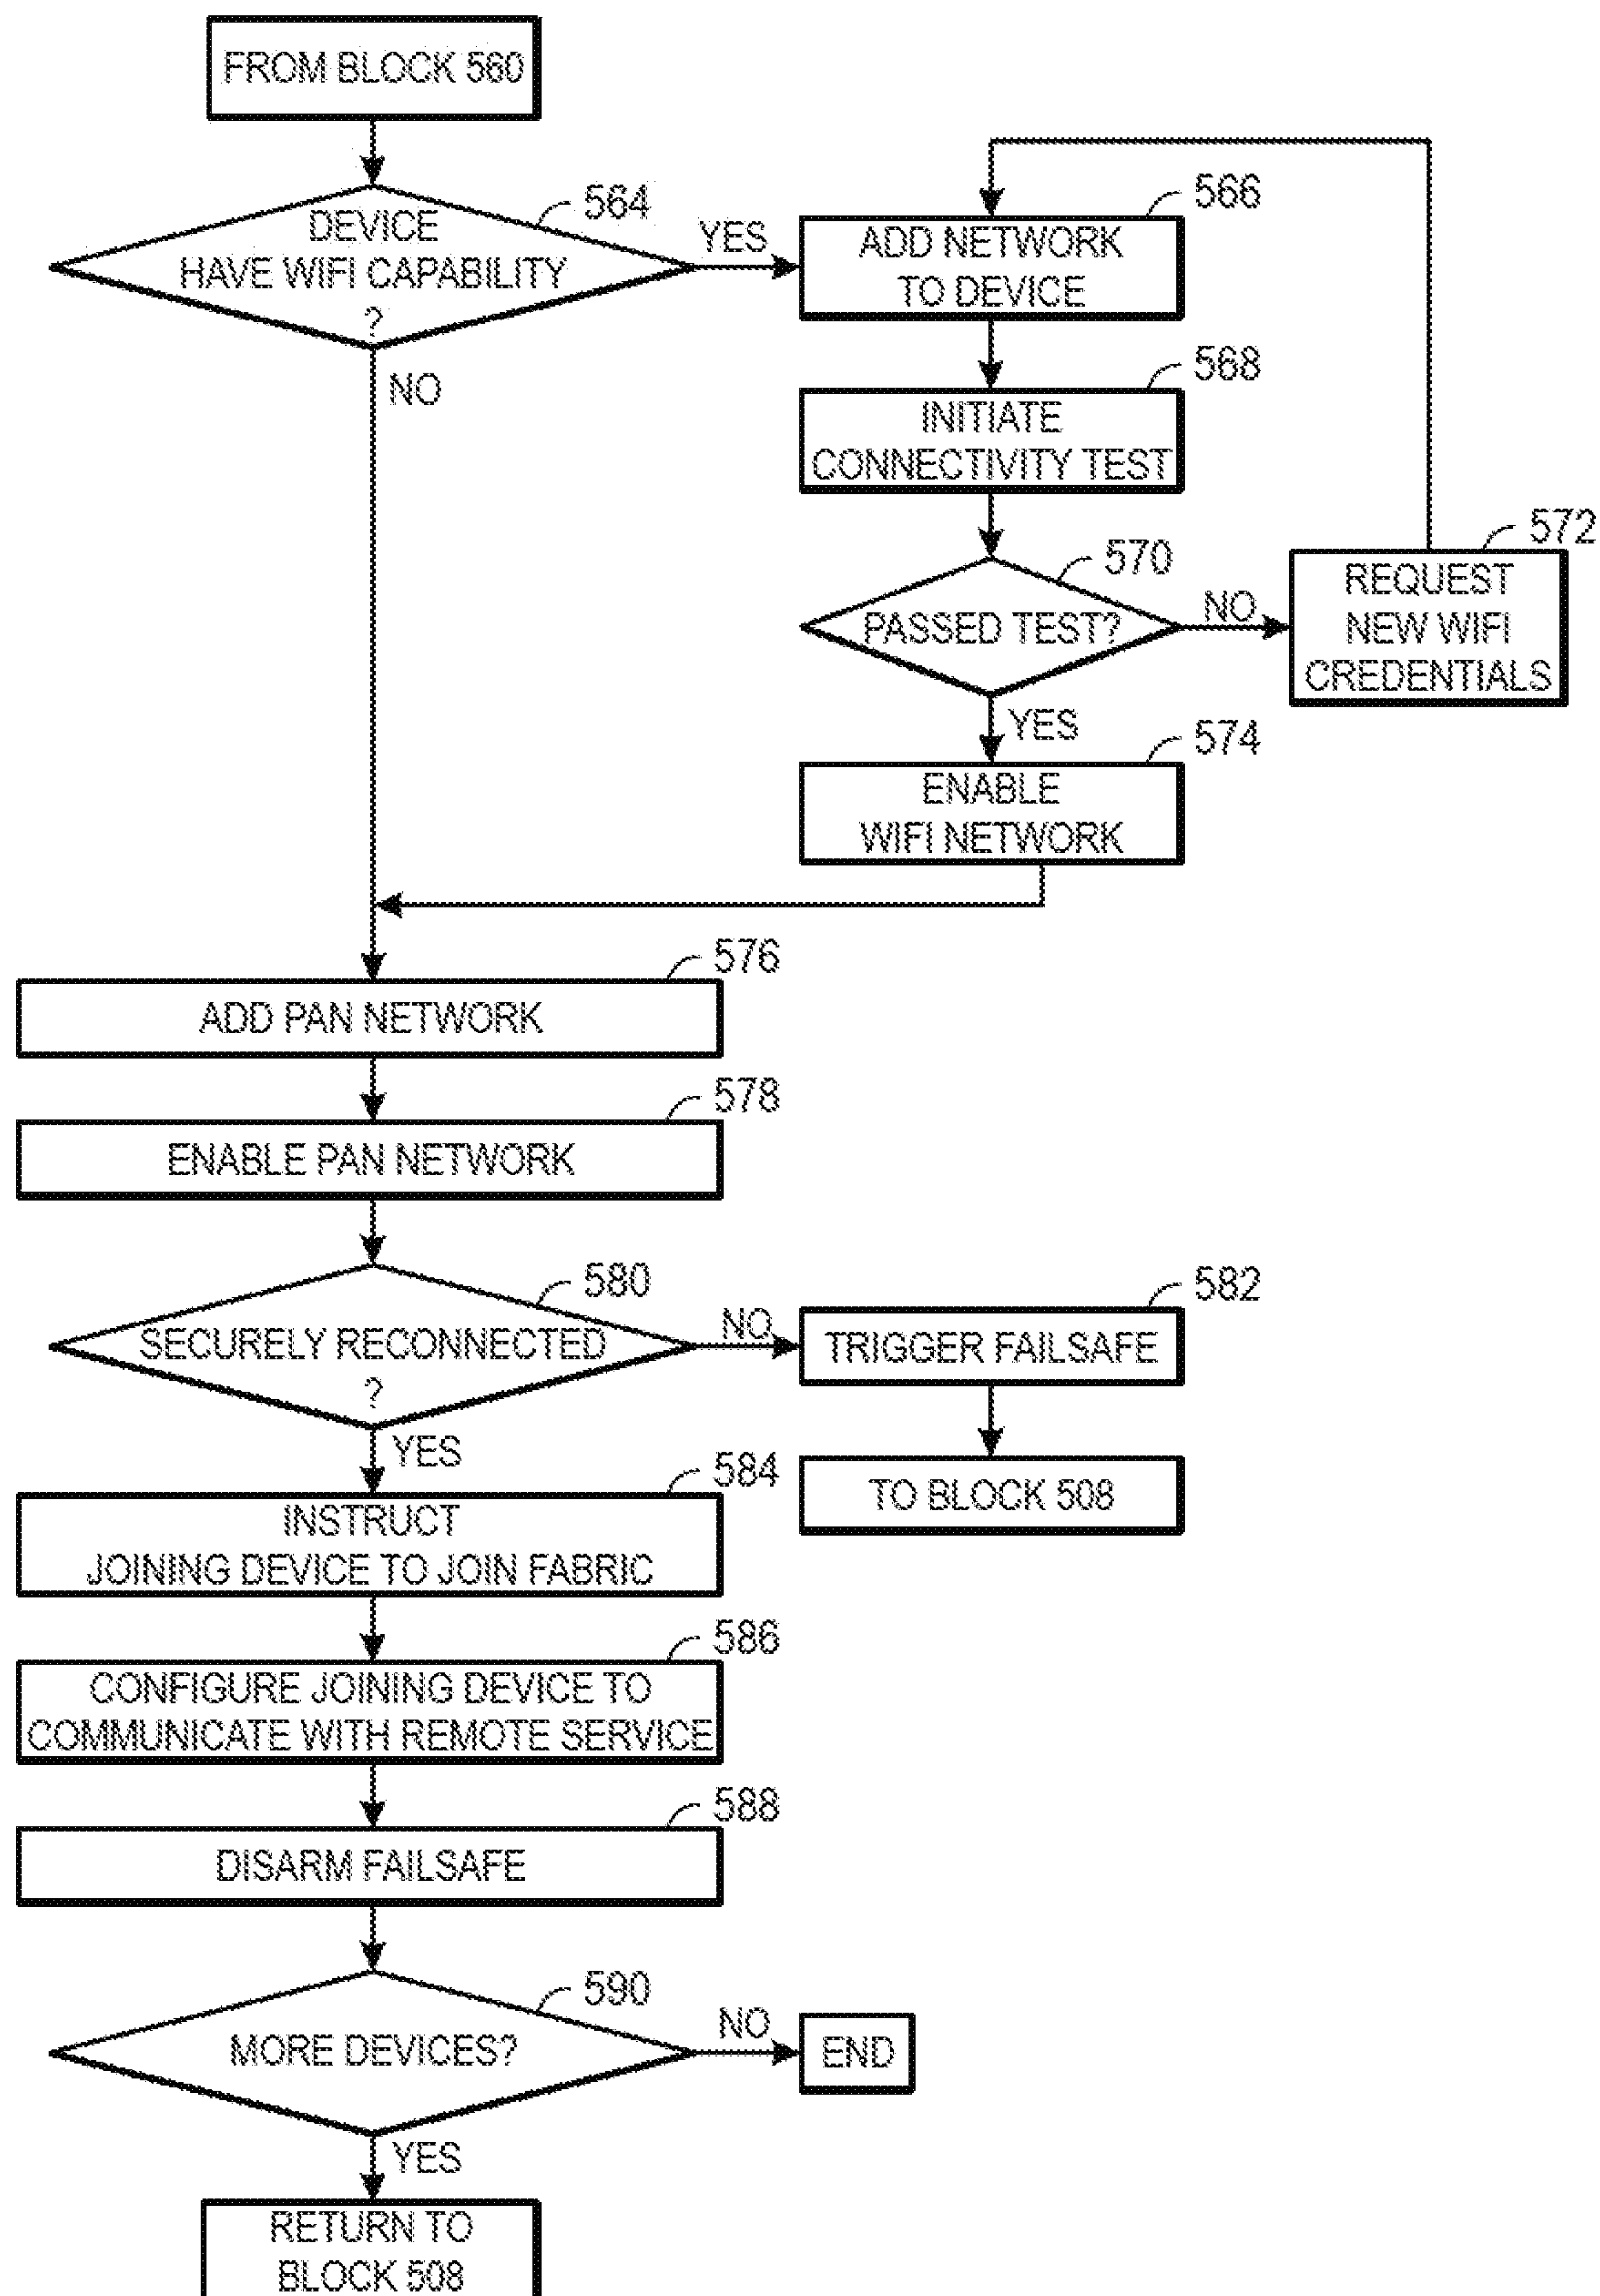 FROM BLOCK 560
564
DEVICE
HAVE WIFI CAPABILITY
?
YES
NO
566
ADD NETWORK
TO DEVICE
568
INITIATE
CONNECTIVITY TEST
570
PASSED TEST?
NO
YES
572
REQUEST
NEW WIFI
CREDENTIALS
574
ENABLE
WIFI NETWORK
576
ADD PAN NETWORK
578
ENABLE PAN NETWORK
580
SECURELY RECONNECTED
?
NO
YES
582
TRIGGER FAILSAFE
TO BLOCK 508
584
INSTRUCT
JOINING DEVICE TO JOIN FABRIC
586
CONFIGURE JOINING DEVICE TO
COMMUNICATE WITH REMOTE SERVICE
588
DISARM FAILSAFE
590
MORE DEVICES?
NO
END
YES
RETURN TO
BLOCK 508